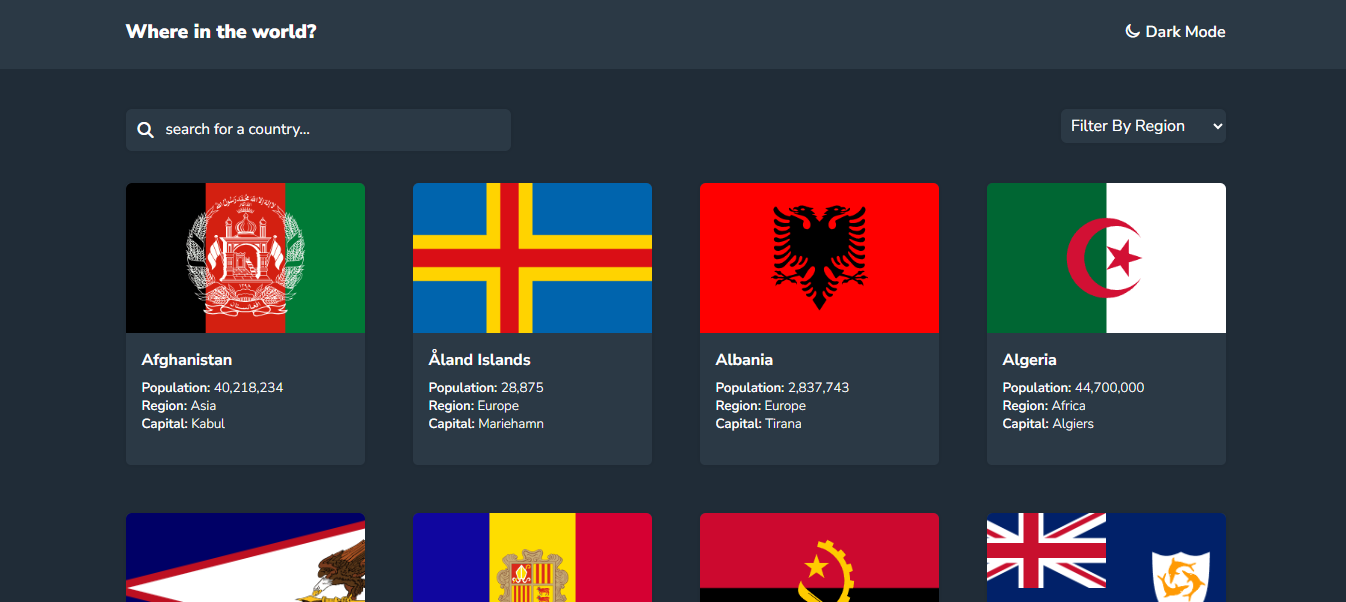 Where in the world?
Dark Mode
search for a country...
Filter By Region
Afghanistan
Population: 40,218,234
Region: Asia
Capital: Kabul
Åland Islands
Population: 28,875
Region: Europe
Capital: Mariehamn
Albania
Population: 2,837,743
Region: Europe
Capital: Tirana
Algeria
Population: 44,700,000
Region: Africa
Capital: Algiers